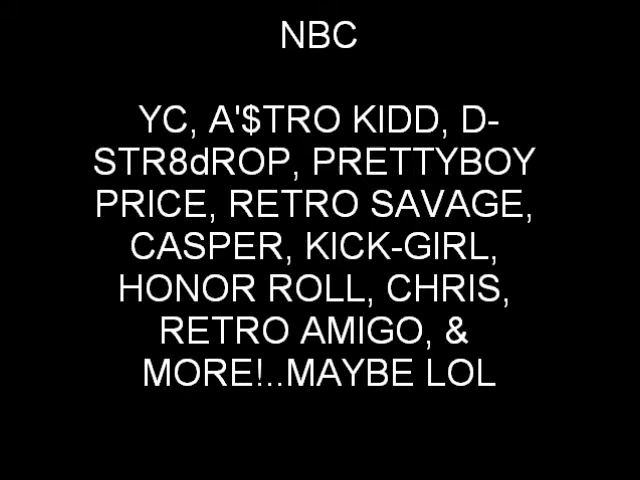 NBC
YC, A'$TRO KIDD, D-
STR8dROP, PRETTYBOY
PRICE, RETRO SAVAGE,
CASPER, KICK-GIRL,
HONOR ROLL, CHRIS,
RETRO AMIGO, &
MORE!..MAYBE LOL